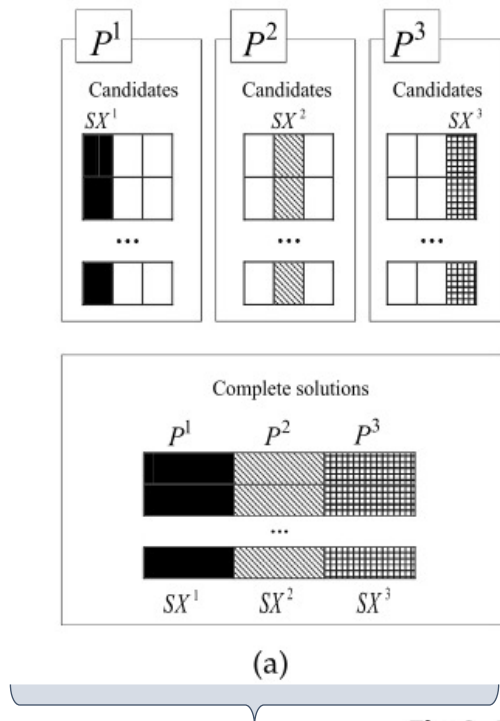 P¹ P² P³
Candidates Candidates Candidates
SX¹ SX² SX³
... ... ...
Complete solutions
P¹ P² P³
...
SX¹ SX² SX³
(a)